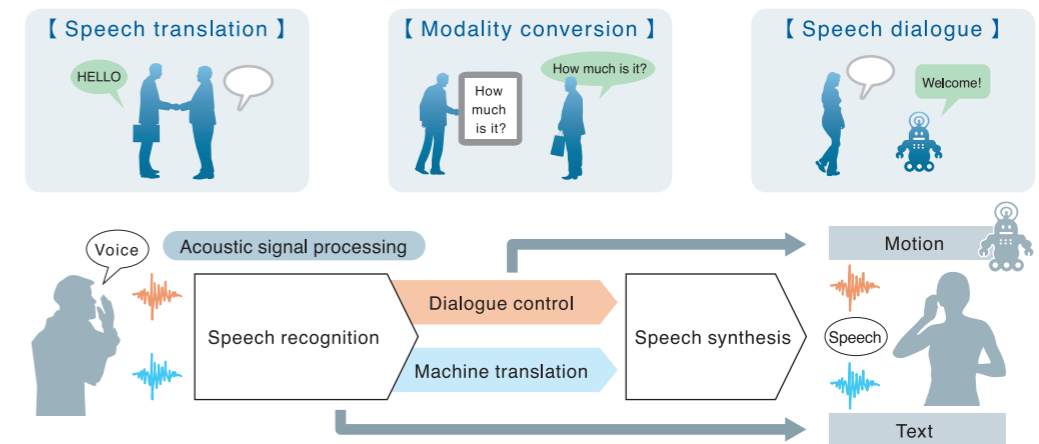 【 Speech translation 】
HELLO
【 Modality conversion 】
How
much
is it?
How much is it?
【 Speech dialogue 】
Welcome!
Voice
Acoustic signal processing
Speech recognition
Dialogue control
Machine translation
Speech synthesis
Motion
Speech
Text